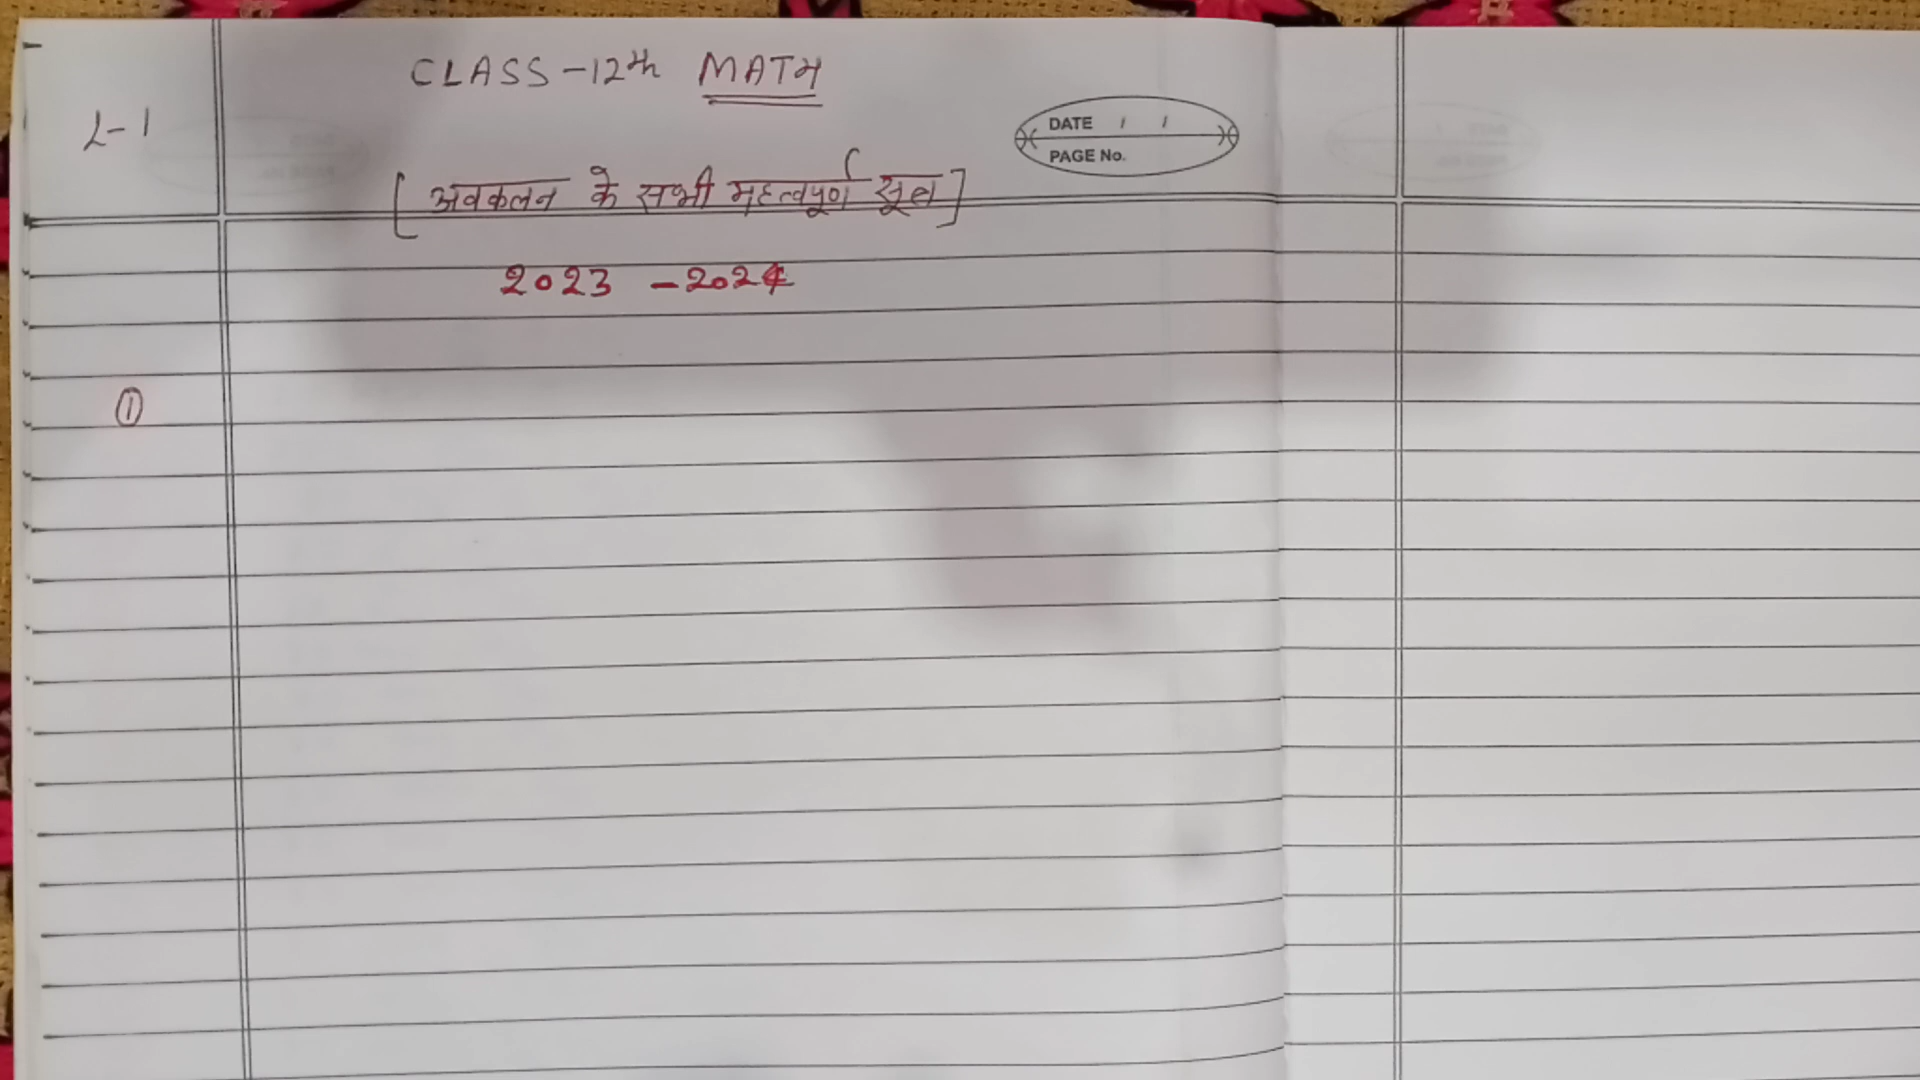 CLASS-12th MATH
L-1
DATE / /
PAGE No.
[अवकलन के सभी महत्वपूर्ण सूत्र]
2023 -2024
①